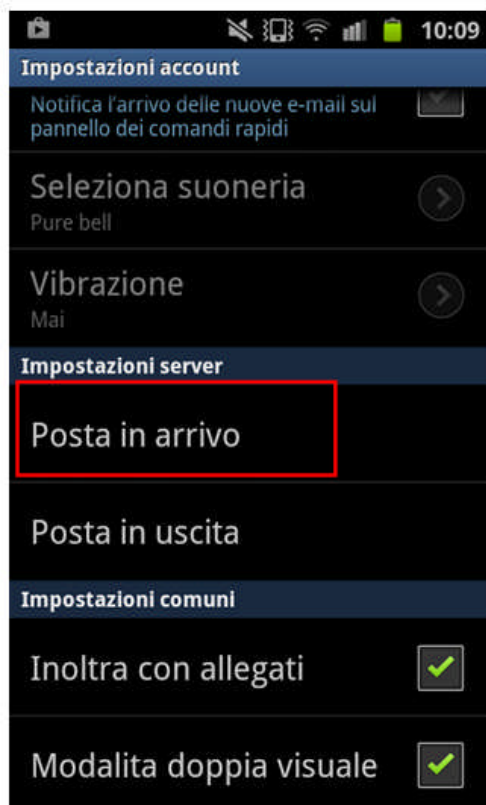 10:09
Impostazioni account
Notifica l'arrivo delle nuove e-mail sul
pannello dei comandi rapidi
Seleziona suoneria
Pure bell
Vibrazione
Mai
Impostazioni server
Posta in arrivo
Posta in uscita
Impostazioni comuni
Inoltra con allegati
Modalita doppia visuale